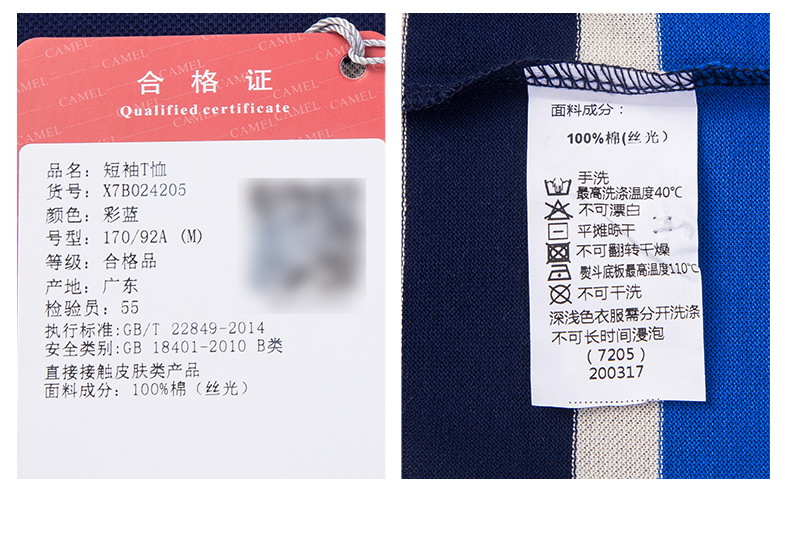 CAMEL CAMEL CAMEL CAMEL
合格证
Qualified certificate
品名: 短袖T恤
货号: X7B024205
颜色: 彩蓝
号型: 170/92A (M)
等级: 合格品
产地: 广东
检验员: 55
执行标准:GB/T 22849-2014
安全类别:GB 18401-2010 B类
直接接触皮肤类产品
面料成分: 100%棉（丝光）
面料成分：
100%棉(丝光）
手洗
最高洗涤温度40℃
不可漂白
平摊晾干
不可翻转干燥
熨斗底板最高温度110℃
不可干洗
深浅色衣服需分开洗涤
不可长时间浸泡
(7205)
200317